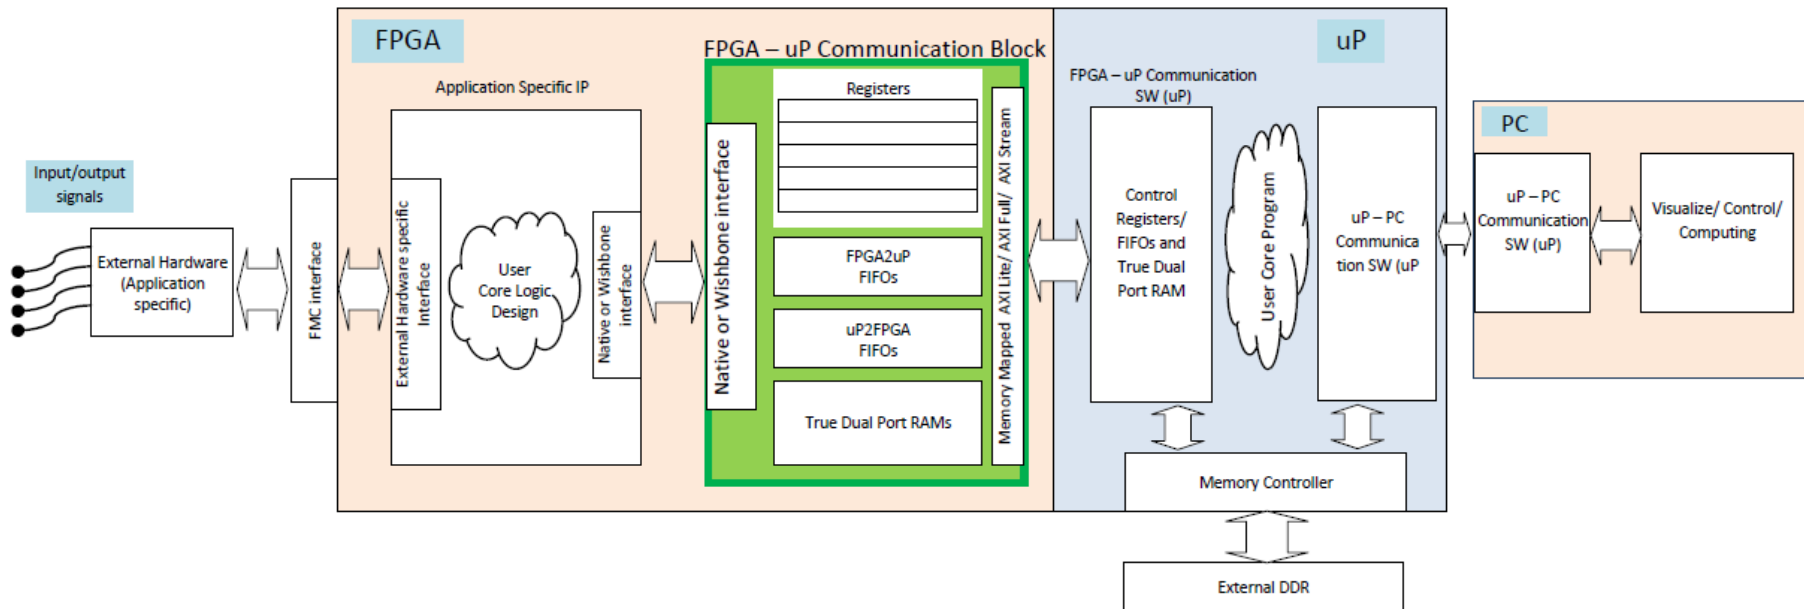 Input/output
signals
External Hardware
(Application
specific)
FMC interface
FPGA
Application Specific IP
External Hardware specific
Interface
User
Core Logic
Design
Native or Wishbone
interface
FPGA – uP Communication Block
Native or Wishbone interface
Registers
FPGA2uP
FIFOs
uP2FPGA
FIFOs
True Dual Port RAMs
Memory Mapped AXI Lite/ AXI Full/ AXI Stream
uP
FPGA – uP Communication
SW (uP)
Control
Registers/
FIFOs and
True Dual
Port RAM
User Core Program
uP – PC
Communica
tion SW (uP
Memory Controller
External DDR
PC
uP – PC
Communication
SW (uP)
Visualize/ Control/
Computing